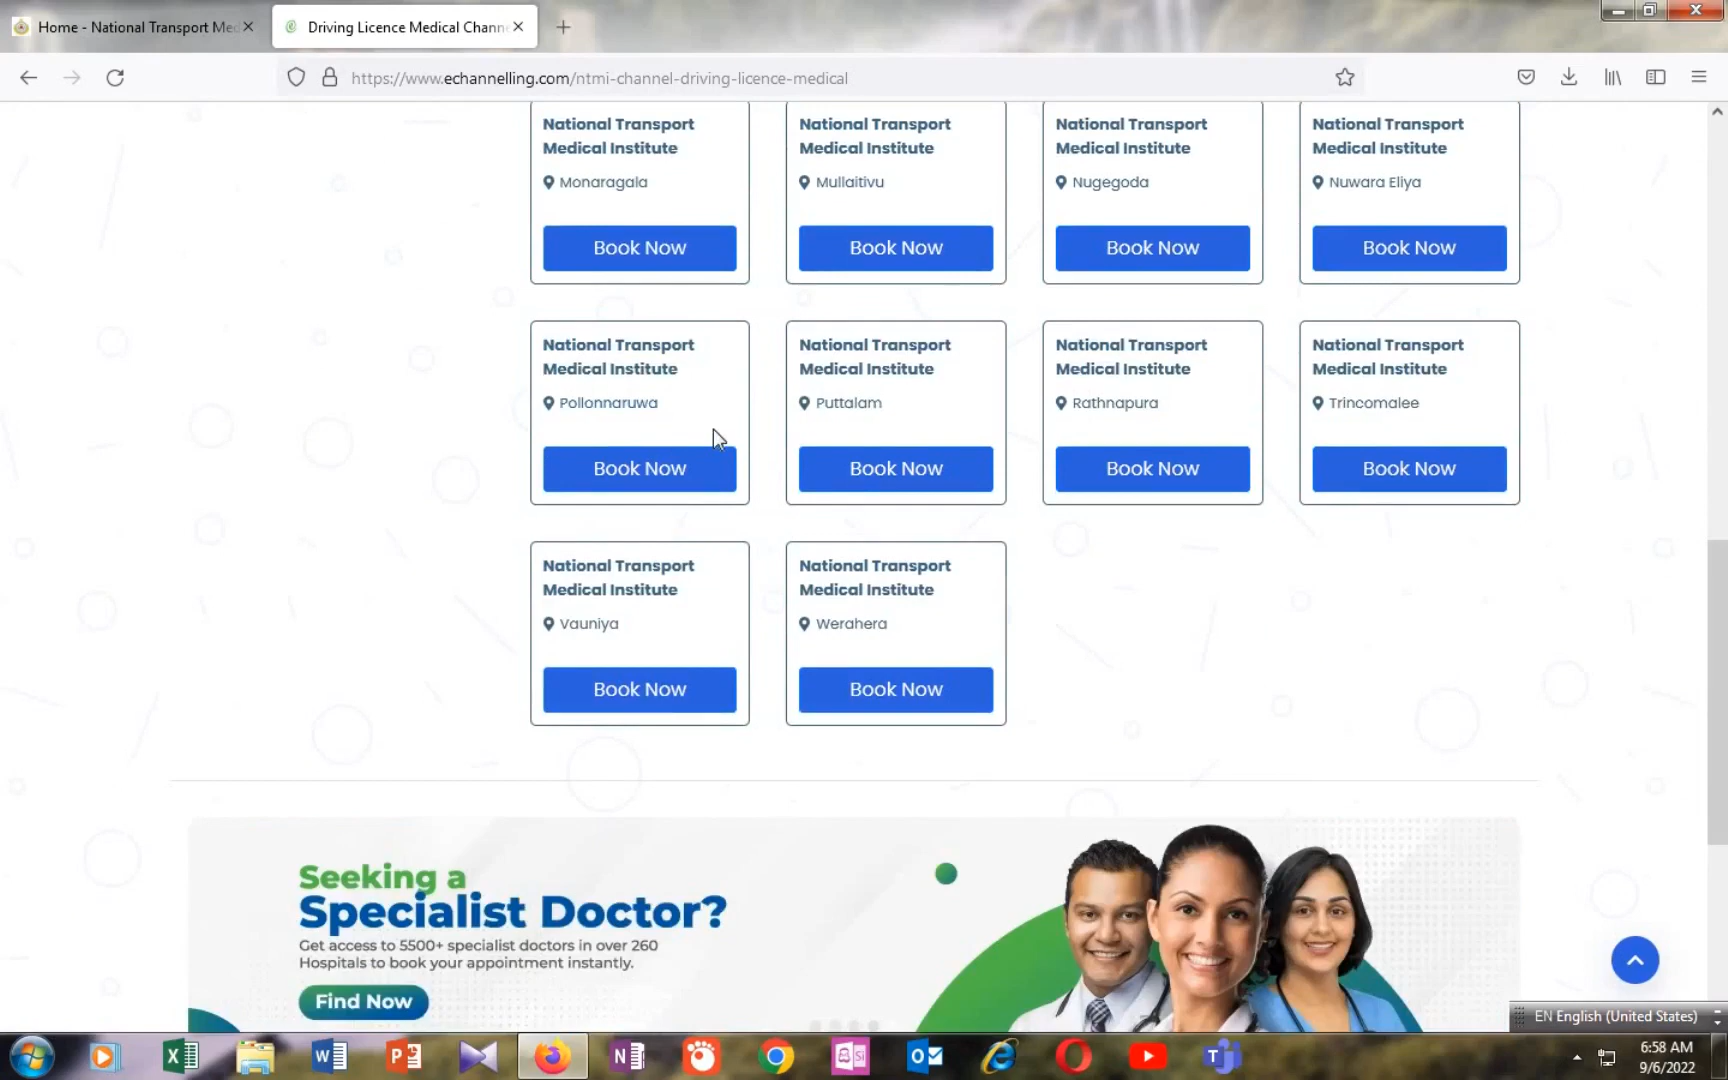 Home - National Transport Med
Driving Licence Medical Chann
https://www.echannelling.com/ntmi-channel-driving-licence-medical
National Transport
Medical Institute
Monaragala
Book Now
National Transport
Medical Institute
Mullaitivu
Book Now
National Transport
Medical Institute
Nugegoda
Book Now
National Transport
Medical Institute
Nuwara Eliya
Book Now
National Transport
Medical Institute
Pollonnaruwa
Book Now
National Transport
Medical Institute
Puttalam
Book Now
National Transport
Medical Institute
Rathnapura
Book Now
National Transport
Medical Institute
Trincomalee
Book Now
National Transport
Medical Institute
Vauniya
Book Now
National Transport
Medical Institute
Werahera
Book Now
Seeking a
Specialist Doctor?
Get access to 5500+ specialist doctors in over 260
Hospitals to book your appointment instantly.
Find Now
EN English (United States)
6:58 AM
9/6/2022